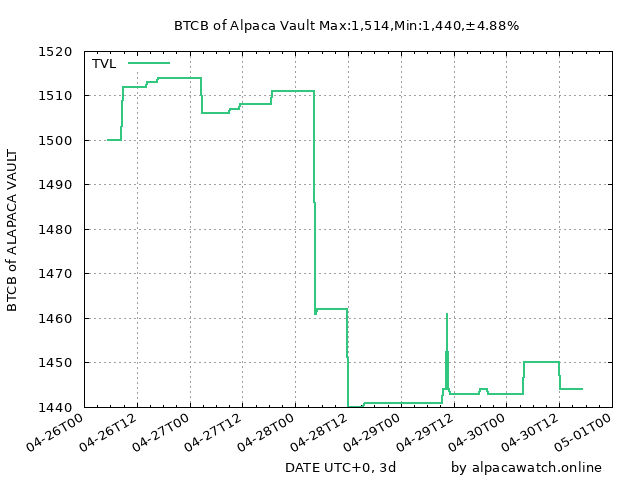 BTCB of Alpaca Vault Max:1,514,Min:1,440,±4.88%
TVL
1520
1510
1500
1490
1480
1470
1460
1450
1440
BTCB of ALAPACA VAULT
04-26T00
04-26T12
04-27T00
04-27T12
04-28T00
04-28T12
04-29T00
04-29T12
04-30T00
04-30T12
05-01T00
DATE UTC+0, 3d
by alpacawatch.online